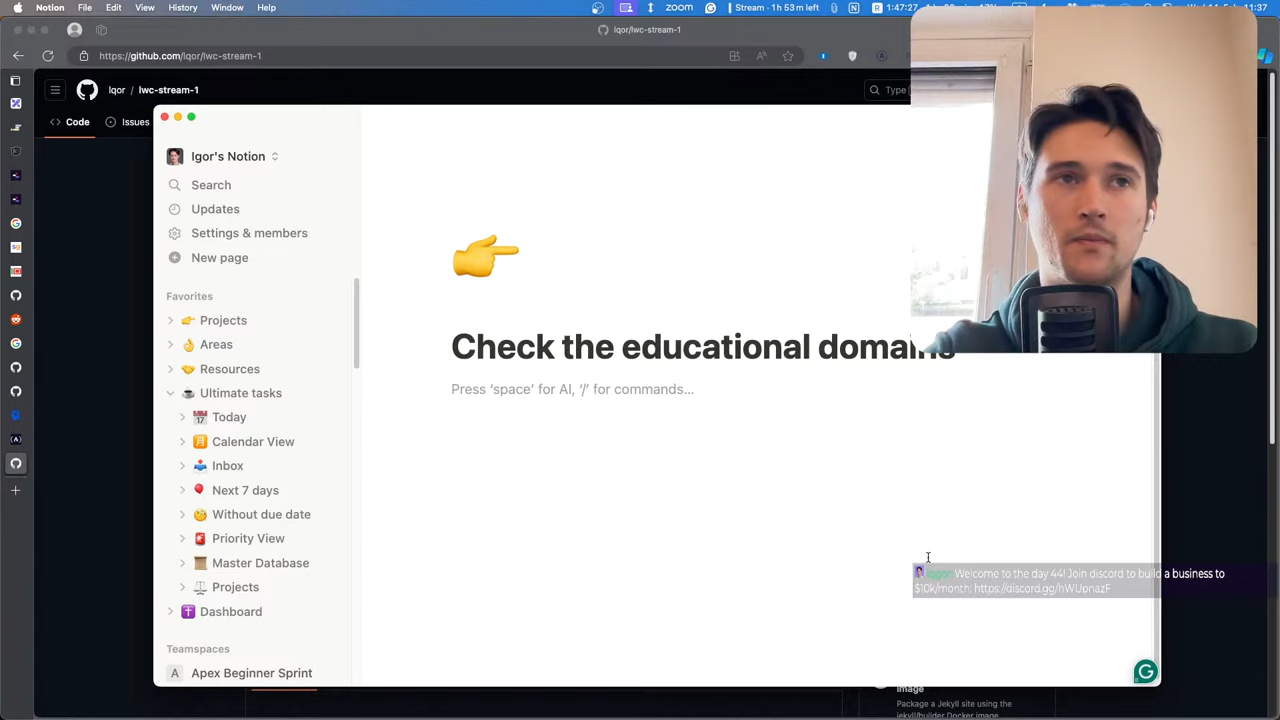 Notion File Edit View History Window Help
zoom Stream · 1 h 53 m left 17%
https://github.com/Iqor/lwc-stream-1
Iqor/lwc-stream-1
Iqor / lwc-stream-1
Type
Code
Issues
Igor's Notion
Search
Updates
Settings & members
New page
Favorites
Projects
Areas
Resources
Ultimate tasks
Today
Calendar View
Inbox
Next 7 days
Without due date
Priority View
Master Database
Projects
Dashboard
Teamspaces
Apex Beginner Sprint
Check the educational domains
Press ‘space’ for AI, ‘/’ for commands…
Welcome to the day 44! Join discord to build a business to
$10k/month: https://discord.gg/hWUpnazF
image
Package a Jekyll site using the
jekyll/builder Docker image